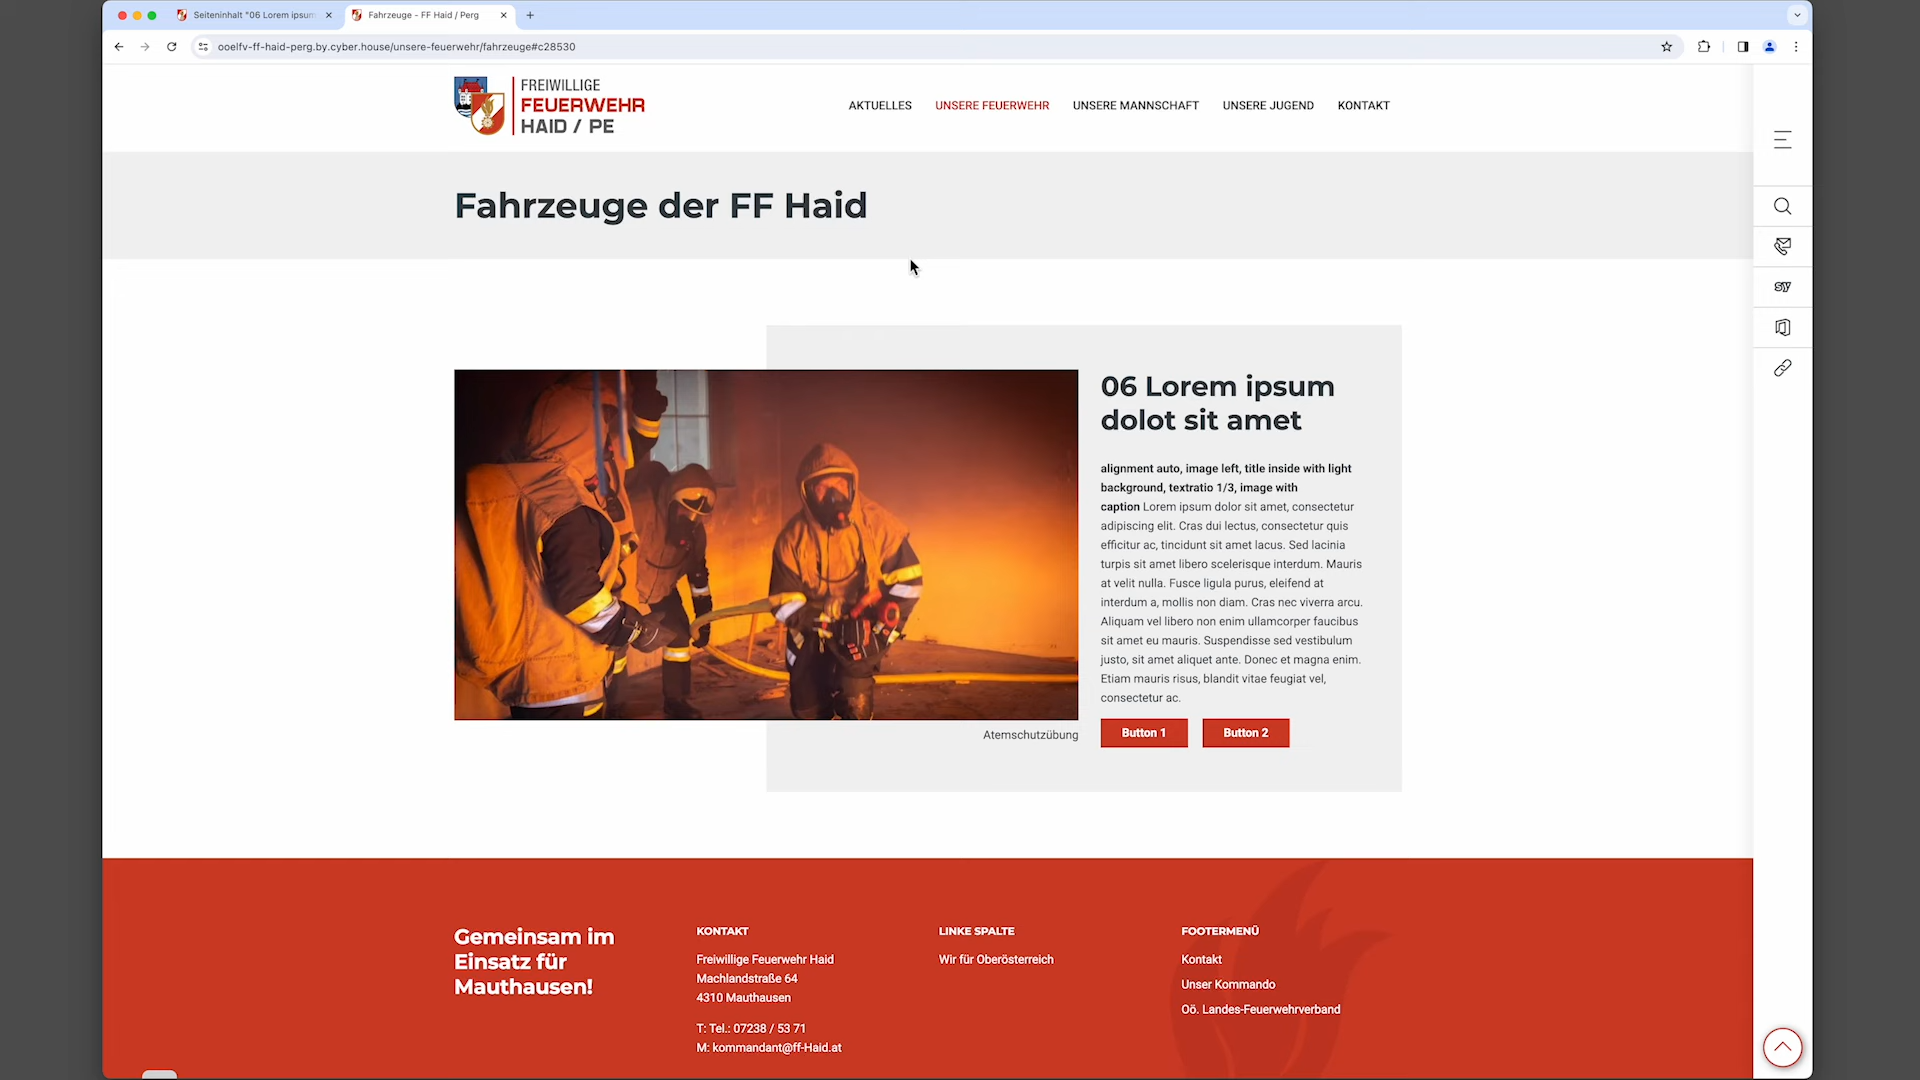 Seiteninhalt "06 Lorem ipsum
Fahrzeuge - FF Haid / Perg
ooelfv-ff-haid-perg.by.cyber.house/unsere-feuerwehr/fahrzeuge#c28530
FREIWILLIGE
FEUERWEHR
HAID / PE
AKTUELLES UNSERE FEUERWEHR UNSERE MANNSCHAFT UNSERE JUGEND KONTAKT
sy
Fahrzeuge der FF Haid
06 Lorem ipsum
dolot sit amet
alignment auto, image left, title inside with light
background, textratio 1/3, image with
caption Lorem ipsum dolor sit amet, consectetur
adipiscing elit. Cras dui lectus, consectetur quis
efficitur ac, tincidunt sit amet lacus. Sed lacinia
turpis sit amet libero scelerisque interdum. Mauris
at velit nulla. Fusce ligula purus, eleifend at
interdum a, mollis non diam. Cras nec viverra arcu.
Aliquam vel libero non enim ullamcorper faucibus
sit amet eu mauris. Suspendisse sed vestibulum
justo, sit amet aliquet ante. Donec et magna enim.
Etiam mauris risus, blandit vitae feugiat vel,
consectetur ac.
Button 1 Button 2
Atemschutzübung
Gemeinsam im
Einsatz für
Mauthausen!
KONTAKT
Freiwillige Feuerwehr Haid
Machlandstraße 64
4310 Mauthausen
T: Tel.: 07238 / 53 71
M: kommandant@ff-Haid.at
LINKE SPALTE
Wir für Oberösterreich
FOOTERMENÜ
Kontakt
Unser Kommando
Oö. Landes-Feuerwehrverband